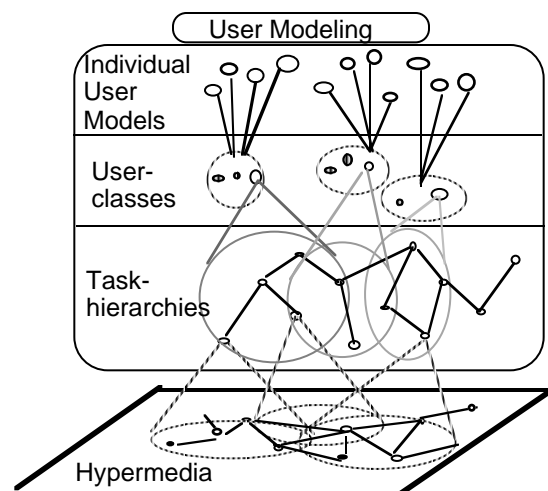 User Modeling
Individual
User
Models
User-
classes
Task-
hierarchies
Hypermedia